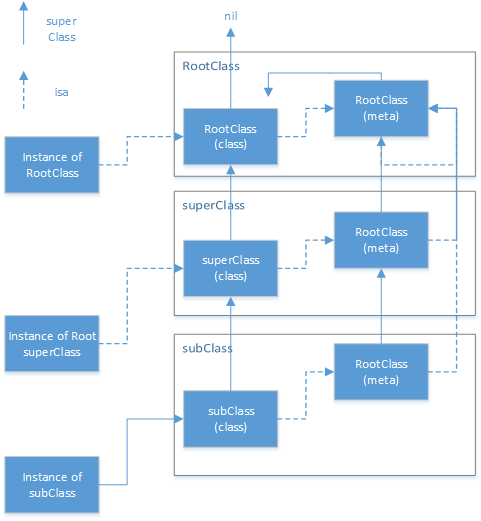 nil
super
Class
isa
RootClass
RootClass
(meta)
RootClass
(class)
Instance of
RootClass
superClass
RootClass
(meta)
superClass
(class)
Instance of Root
superClass
subClass
RootClass
(meta)
subClass
(class)
Instance of
subClass